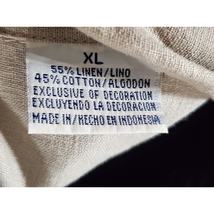 XL
55% LINEN/LINO
45% COTTON/ALGODON
EXCLUSIVE OF DECORATION
EXCLUYENDO LA DECORACION
MADE IN/HECHO EN INDONESIA